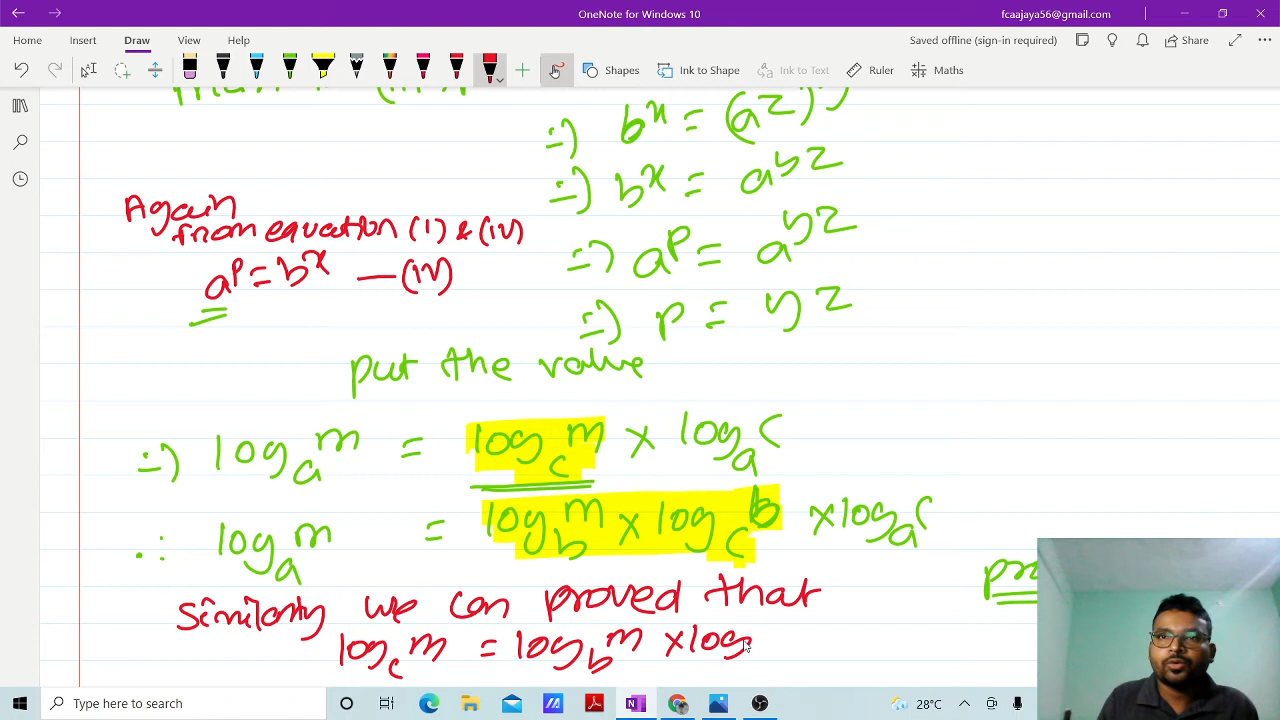 OneNote for Windows 10
fcaajaya56@gmail.com
Home Insert Draw View Help
Saved offline (sign-in required)
Share
Shapes Ink to Shape Ink to Text Ruler Maths
=) b^x = (a^z)^y
=) b^x = a^yz
Again
from equation (i) & (iv)
=) a^p = a^yz
a^p = b^x — (iv)
=) p = yz
put the value
=) log_a m = log_c m × log_a c
∴ log_a m = log_b m × log_c b × log_a c
Similarly we can proved that
log_c m = log_b m × log
Type here to search
28°C